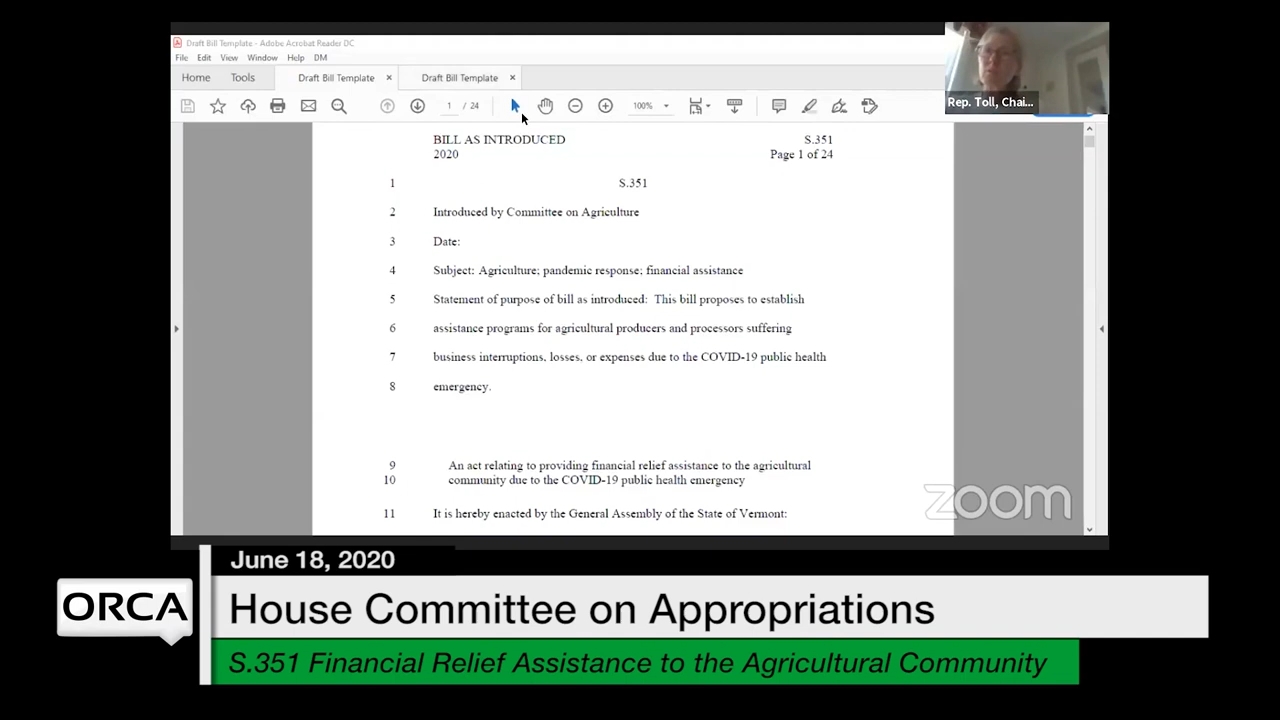 Draft Bill Template - Adobe Acrobat Reader DC
File Edit View Window Help DM
Home Tools Draft Bill Template × Draft Bill Template ×
1 / 24 100%
Rep. Toll, Chai...
BILL AS INTRODUCED S.351
2020 Page 1 of 24
1 S.351
2 Introduced by Committee on Agriculture
3 Date:
4 Subject: Agriculture; pandemic response; financial assistance
5 Statement of purpose of bill as introduced: This bill proposes to establish
6 assistance programs for agricultural producers and processors suffering
7 business interruptions, losses, or expenses due to the COVID-19 public health
8 emergency.
9 An act relating to providing financial relief assistance to the agricultural
10 community due to the COVID-19 public health emergency
11 It is hereby enacted by the General Assembly of the State of Vermont:
zoom
June 18, 2020
ORCA
House Committee on Appropriations
S.351 Financial Relief Assistance to the Agricultural Community